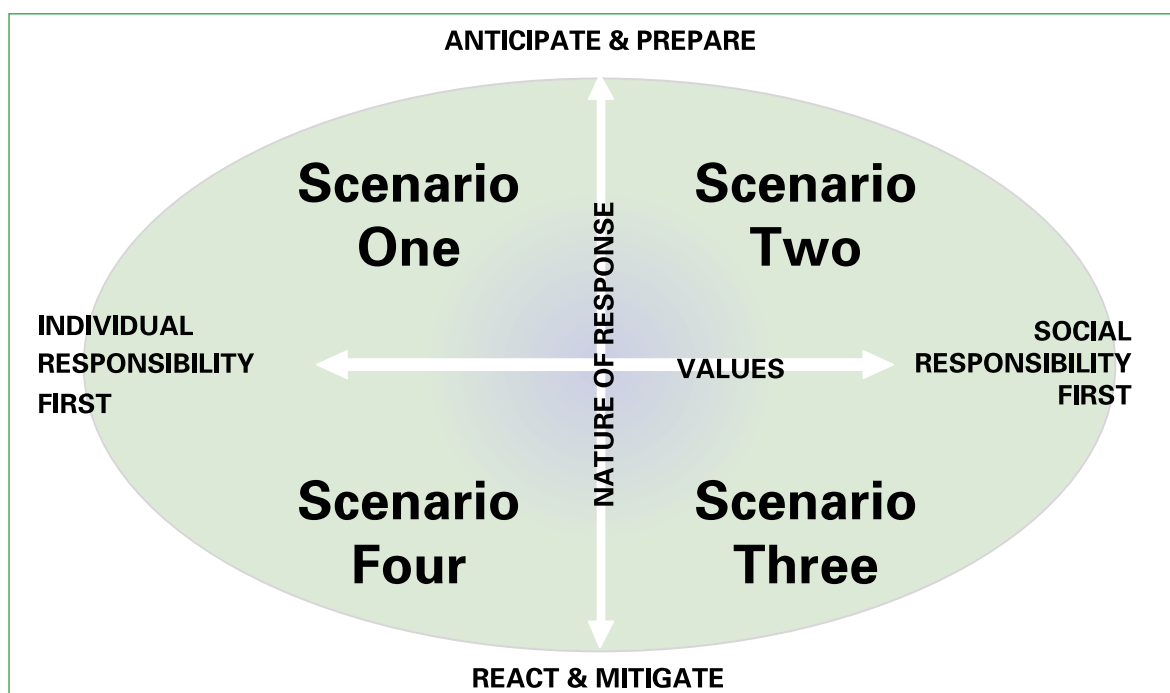 ANTICIPATE & PREPARE
Scenario
One
Scenario
Two
NATURE OF RESPONSE
INDIVIDUAL
RESPONSIBILITY
FIRST
VALUES
SOCIAL
RESPONSIBILITY
FIRST
Scenario
Four
Scenario
Three
REACT & MITIGATE